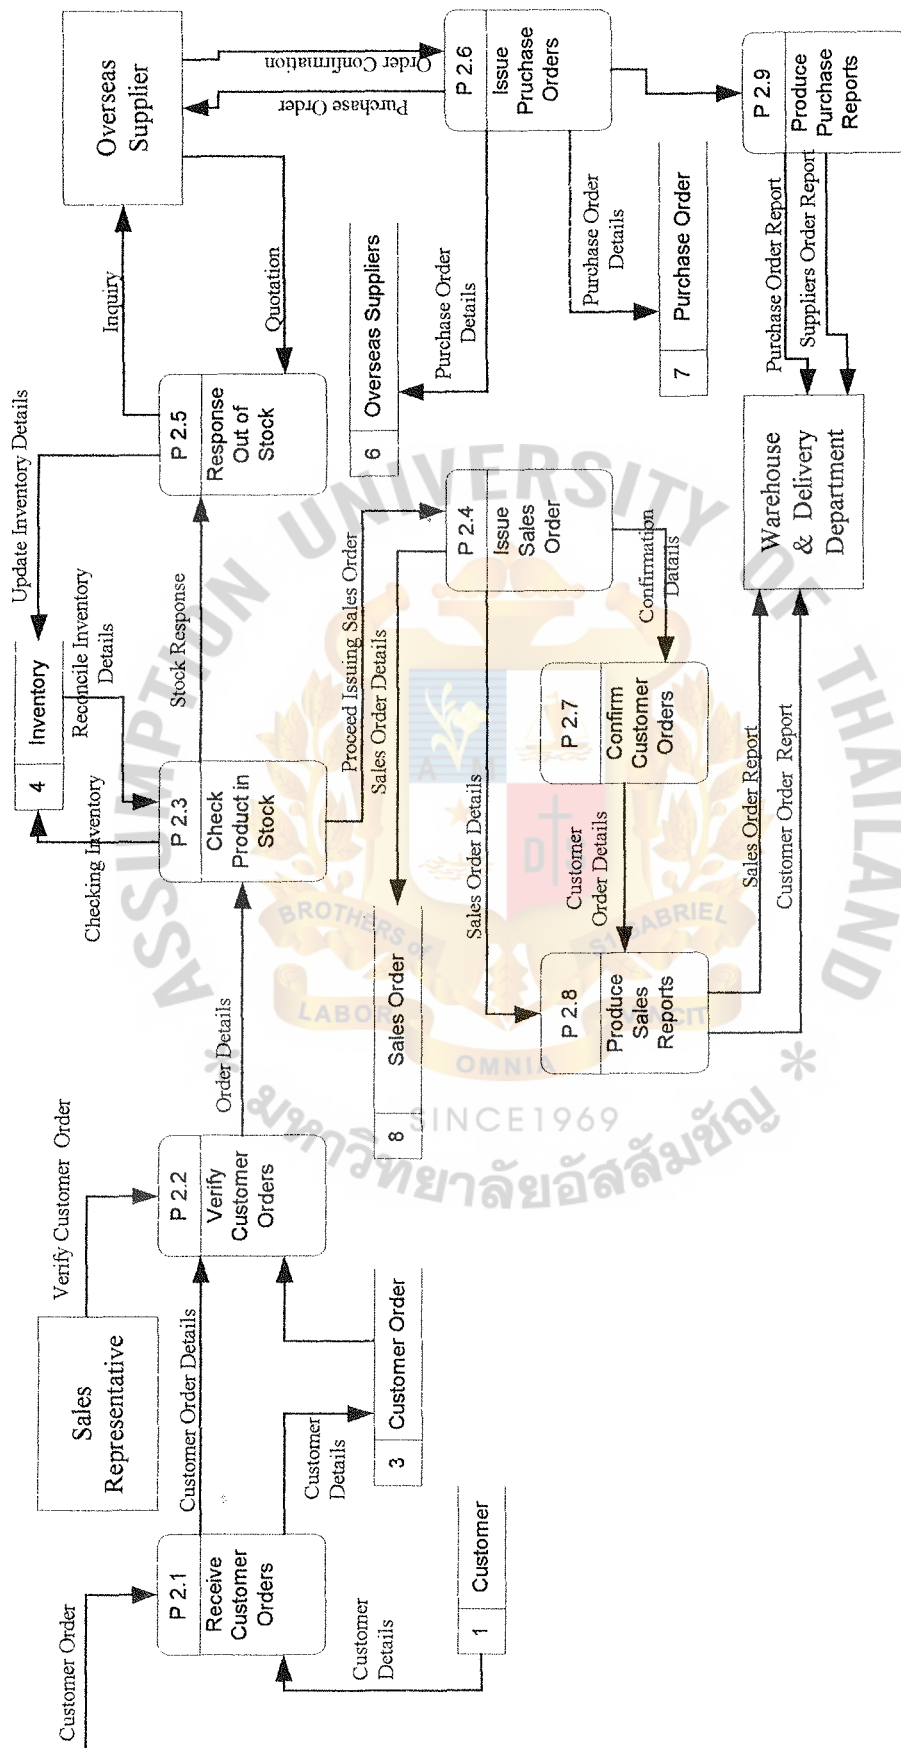 Customer Order
P 2.1
Receive
Customer
Orders
Customer
Details
1
Customer
Sales
Representative
Verify Customer Order
Customer Order Details
Customer
Details
3
Customer Order
P 2.2
Verify
Customer
Orders
Order Details
8
Sales Order
Checking Inventory
4
Inventory
Reconcile Inventory
Details
Update Inventory Details
P 2.3
Check
Product in
Stock
Stock Response
Proceed Issuing Sales Order
Sales Order Details
P 2.5
Response
Out of
Stock
Inquiry
Quotation
Overseas
Supplier
Order Confirmation
Purchase Order
P 2.6
Issue
Pruchase
Orders
6
Overseas Suppliers
Purchase Order
Details
Purchase Order
Details
7
Purchase Order
P 2.4
Issue
Sales
Order
Sales Order Details
Confirmation
Datails
P 2.7
Confirm
Customer
Orders
Customer
Order Details
P 2.8
Produce
Sales
Reports
Sales Order Report
Customer Order Report
Warehouse
& Delivery
Department
Purchase Order Report
Suppliers Order Report
P 2.9
Produce
Purchase
Reports
ASSUMPTION UNIVERSITY OF THAILAND
BROTHERS of
ST GABRIEL
LABOR
OMNIA
VINCIT
SINCE1969
มหาวิทยาลัยอัสสัมชัญ